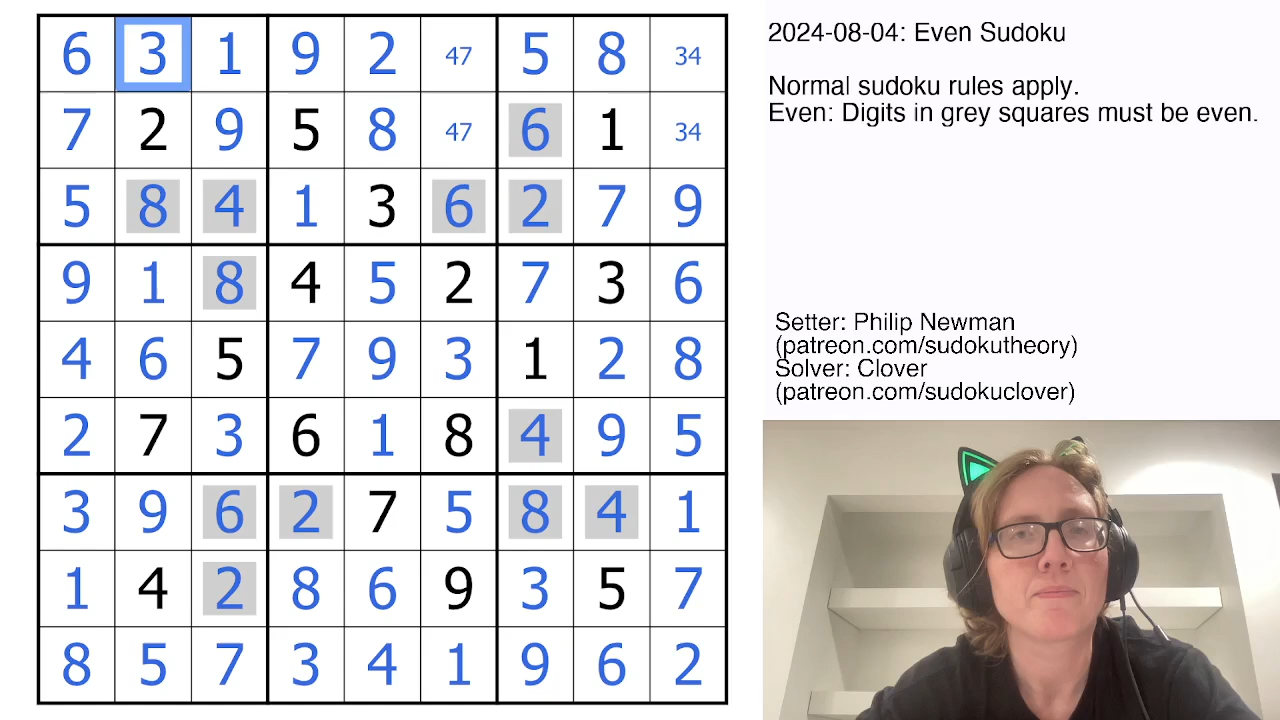 6 3 1 9 2 47 5 8 34
7 2 9 5 8 47 6 1 34
5 8 4 1 3 6 2 7 9
9 1 8 4 5 2 7 3 6
4 6 5 7 9 3 1 2 8
2 7 3 6 1 8 4 9 5
3 9 6 2 7 5 8 4 1
1 4 2 8 6 9 3 5 7
8 5 7 3 4 1 9 6 2
2024-08-04: Even Sudoku
Normal sudoku rules apply.
Even: Digits in grey squares must be even.
Setter: Philip Newman
(patreon.com/sudokutheory)
Solver: Clover
(patreon.com/sudokuclover)